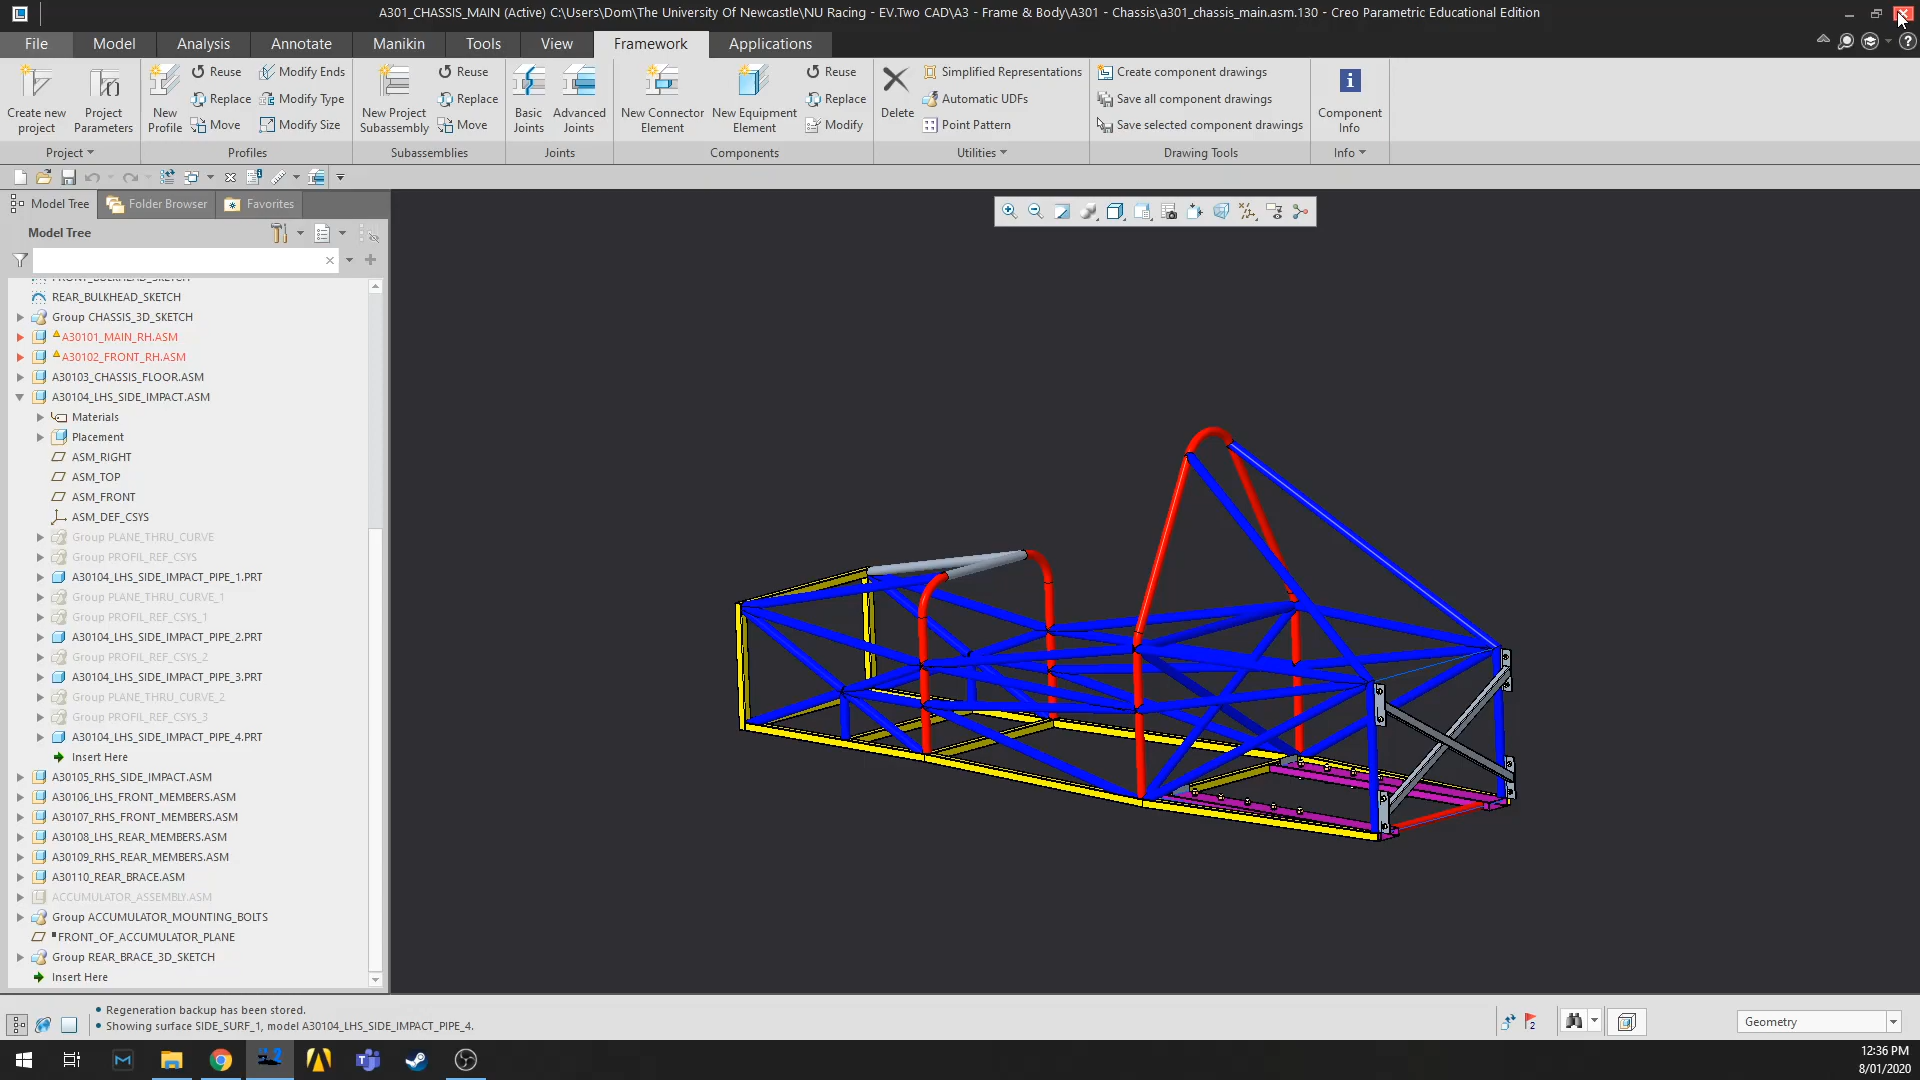 A301_CHASSIS_MAIN (Active) C:\Users\Dom\The University Of Newcastle\NU Racing - EV.Two CAD\A3 - Frame & Body\A301 - Chassis\a301_chassis_main.asm.130 - Creo Parametric Educational Edition
File Model Analysis Annotate Manikin Tools View Framework Applications
Create new project
Project Parameters
Project
New Profile
Reuse
Replace
Move
Modify Ends
Modify Type
Modify Size
Profiles
New Project Subassembly
Reuse
Replace
Move
Subassemblies
Basic Joints
Advanced Joints
Joints
New Connector Element
New Equipment Element
Reuse
Replace
Modify
Components
Delete
Simplified Representations
Automatic UDFs
Point Pattern
Utilities
Create component drawings
Save all component drawings
Save selected component drawings
Drawing Tools
Component Info
Info
Model Tree Folder Browser Favorites
Model Tree
FRONT_BULKHEAD_SKETCH
REAR_BULKHEAD_SKETCH
Group CHASSIS_3D_SKETCH
A30101_MAIN_RH.ASM
A30102_FRONT_RH.ASM
A30103_CHASSIS_FLOOR.ASM
A30104_LHS_SIDE_IMPACT.ASM
Materials
Placement
ASM_RIGHT
ASM_TOP
ASM_FRONT
ASM_DEF_CSYS
Group PLANE_THRU_CURVE
Group PROFIL_REF_CSYS
A30104_LHS_SIDE_IMPACT_PIPE_1.PRT
Group PLANE_THRU_CURVE_1
Group PROFIL_REF_CSYS_1
A30104_LHS_SIDE_IMPACT_PIPE_2.PRT
Group PROFIL_REF_CSYS_2
A30104_LHS_SIDE_IMPACT_PIPE_3.PRT
Group PLANE_THRU_CURVE_2
Group PROFIL_REF_CSYS_3
A30104_LHS_SIDE_IMPACT_PIPE_4.PRT
Insert Here
A30105_RHS_SIDE_IMPACT.ASM
A30106_LHS_FRONT_MEMBERS.ASM
A30107_RHS_FRONT_MEMBERS.ASM
A30108_LHS_REAR_MEMBERS.ASM
A30109_RHS_REAR_MEMBERS.ASM
A30110_REAR_BRACE.ASM
ACCUMULATOR_ASSEMBLY.ASM
Group ACCUMULATOR_MOUNTING_BOLTS
FRONT_OF_ACCUMULATOR_PLANE
Group REAR_BRACE_3D_SKETCH
Insert Here
• Regeneration backup has been stored.
• Showing surface SIDE_SURF_1, model A30104_LHS_SIDE_IMPACT_PIPE_4.
2
Geometry
12:36 PM
8/01/2020